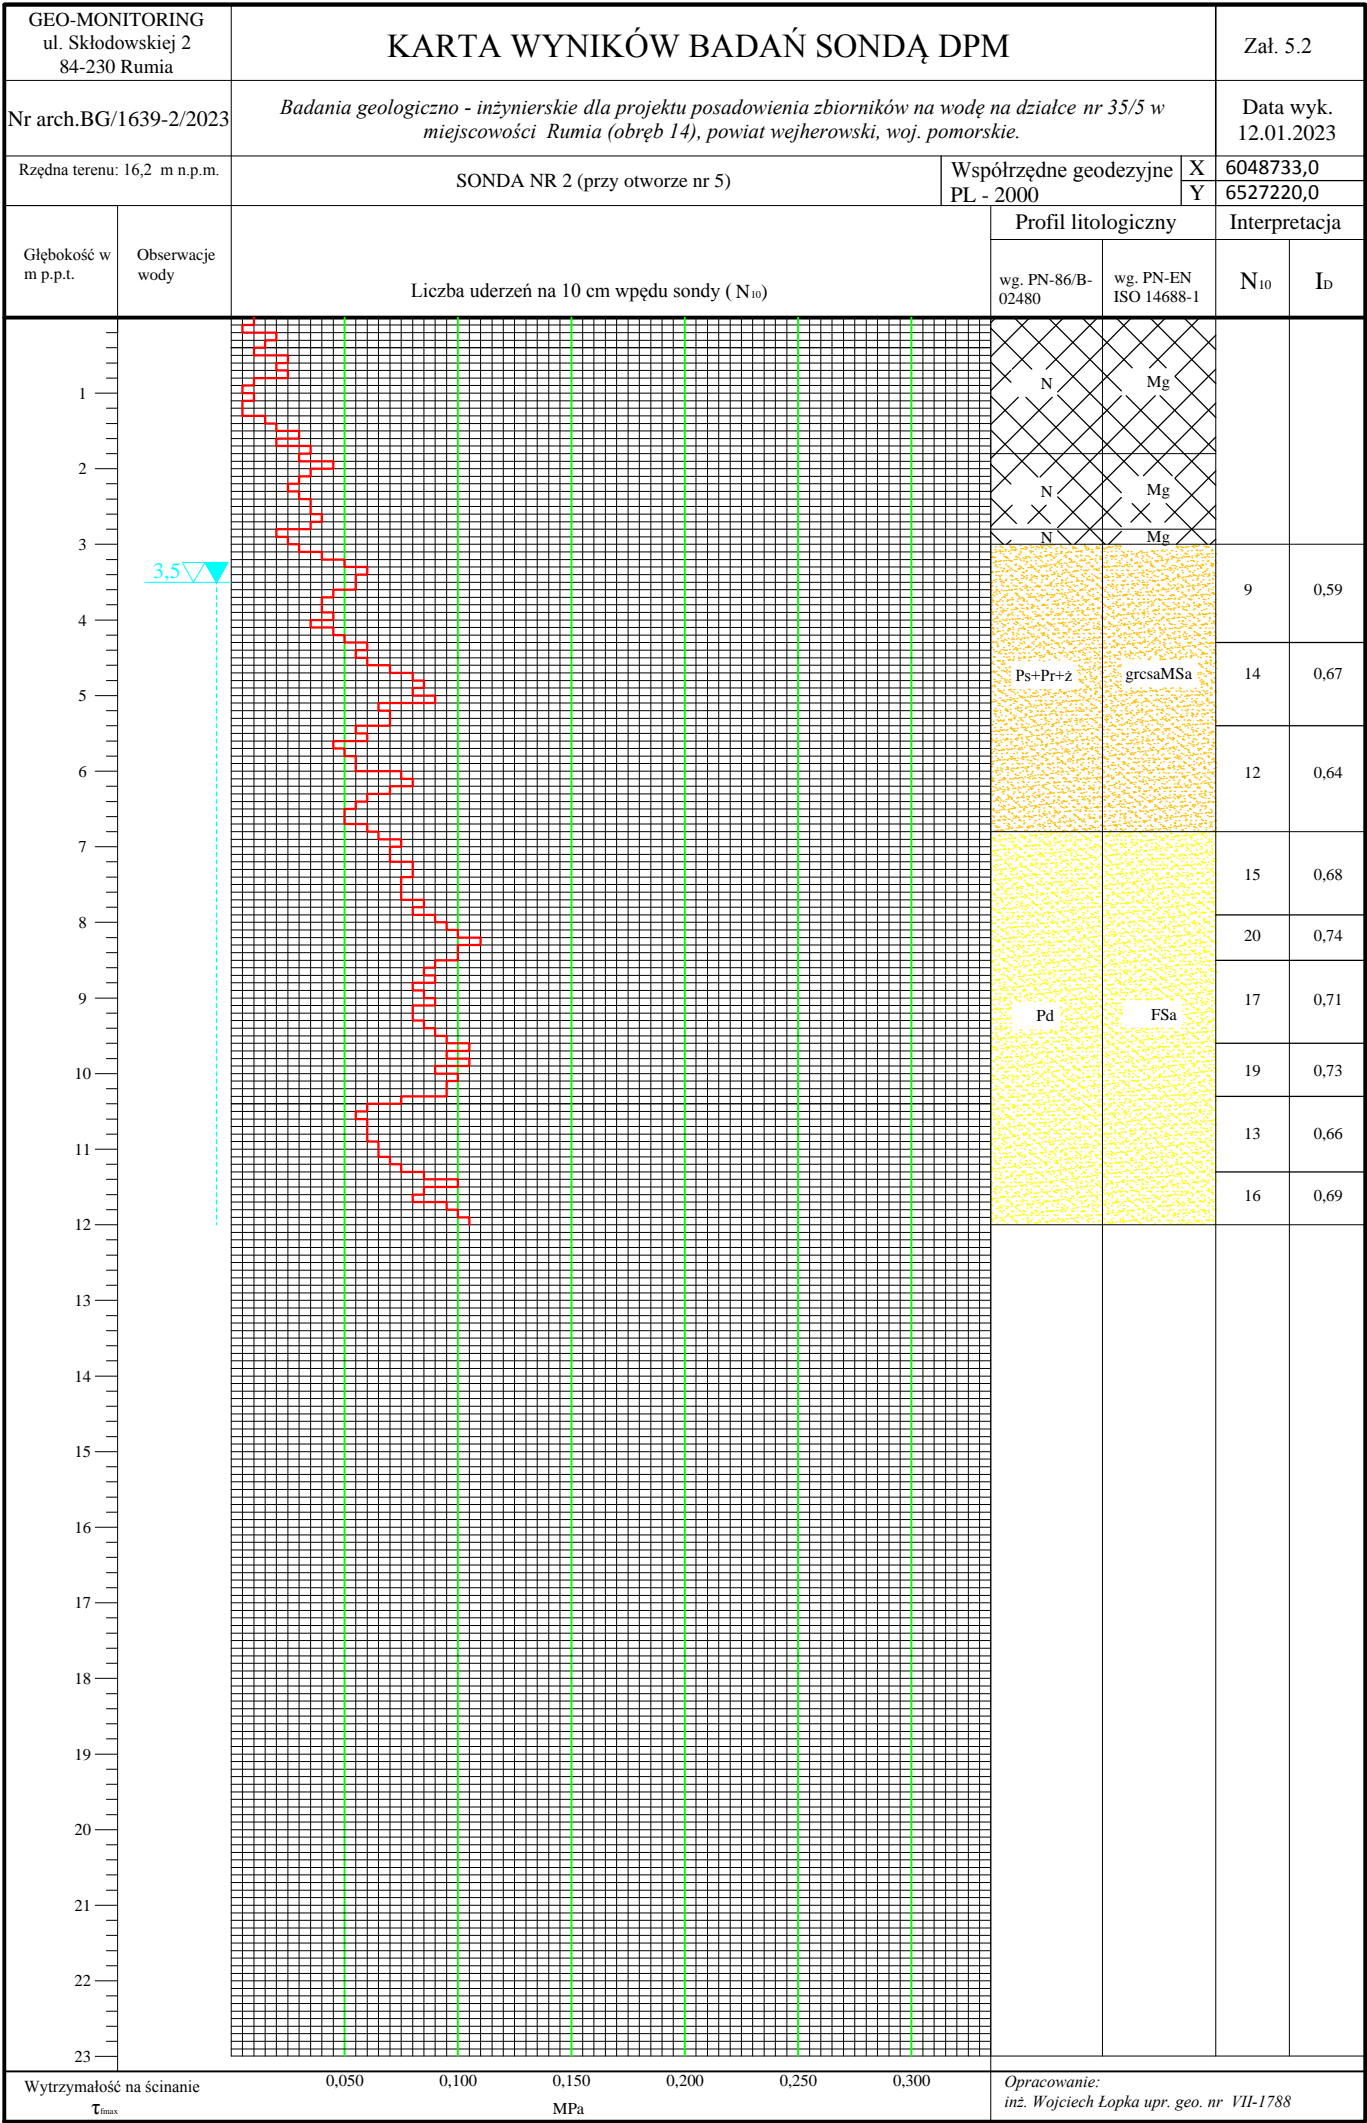 GEO-MONITORING
ul. Skłodowskiej 2
84-230 Rumia
KARTA WYNIKÓW BADAŃ SONDĄ DPM
Zał. 5.2
Nr arch.BG/1639-2/2023
Badania geologiczno - inżynierskie dla projektu posadowienia zbiorników na wodę na działce nr 35/5 w
miejscowości Rumia (obręb 14), powiat wejherowski, woj. pomorskie.
Data wyk.
12.01.2023
Rzędna terenu: 16,2 m n.p.m.
SONDA NR 2 (przy otworze nr 5)
Współrzędne geodezyjne
PL - 2000
X 6048733,0
Y 6527220,0
Głębokość w
m p.p.t.
Obserwacje
wody
Liczba uderzeń na 10 cm wpędu sondy ( N10)
Profil litologiczny
wg. PN-86/B-
02480
wg. PN-EN
ISO 14688-1
Interpretacja
N10
ID
N Mg
1
2
N Mg
N Mg
3
3,5
9 0,59
4
Ps+Pr+ż grcsaMSa 14 0,67
5
6
12 0,64
7
15 0,68
8
20 0,74
9
17 0,71
Pd FSa
10
19 0,73
11
13 0,66
16 0,69
12
13
14
15
16
17
18
19
20
21
22
23
Wytrzymałość na ścinanie
τfmax
0,050 0,100 0,150 0,200 0,250 0,300
MPa
Opracowanie:
inż. Wojciech Łopka upr. geo. nr VII-1788